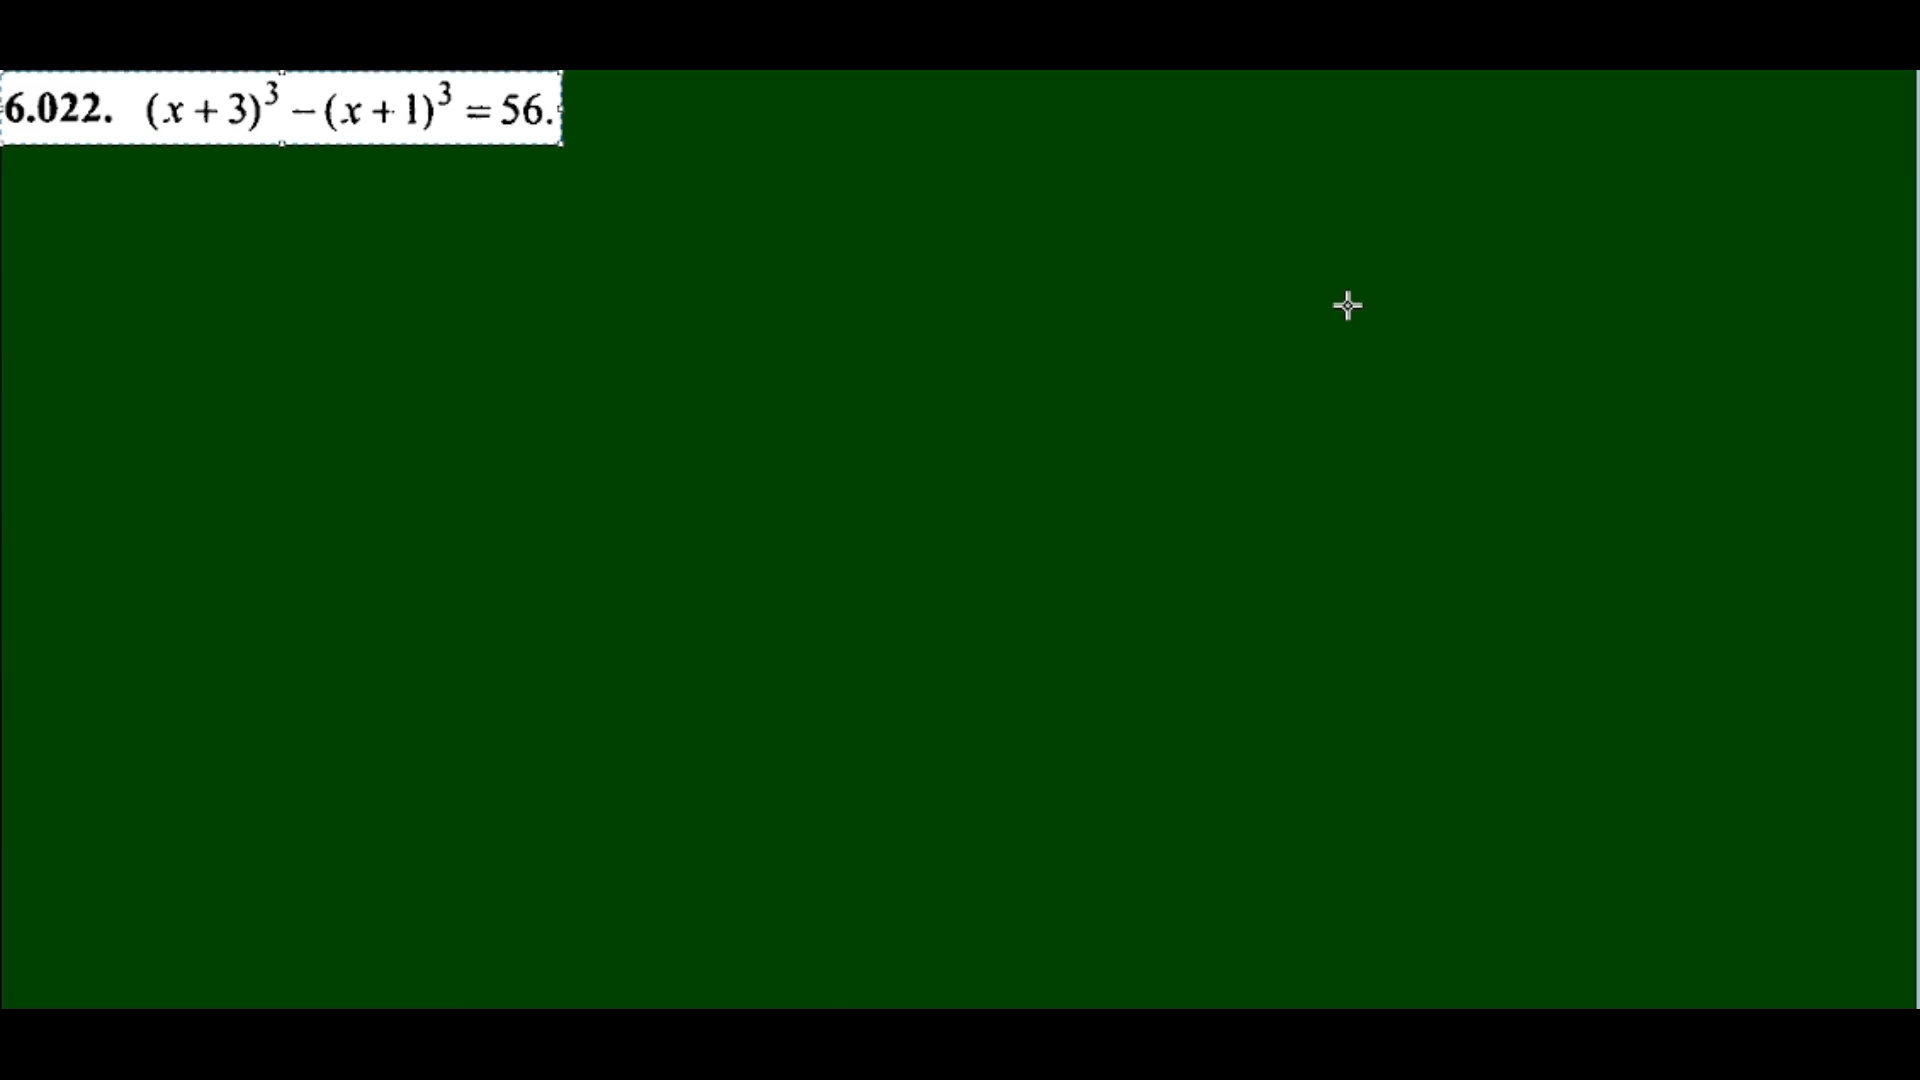 6.022. (x + 3)³ – (x + 1)³ = 56.